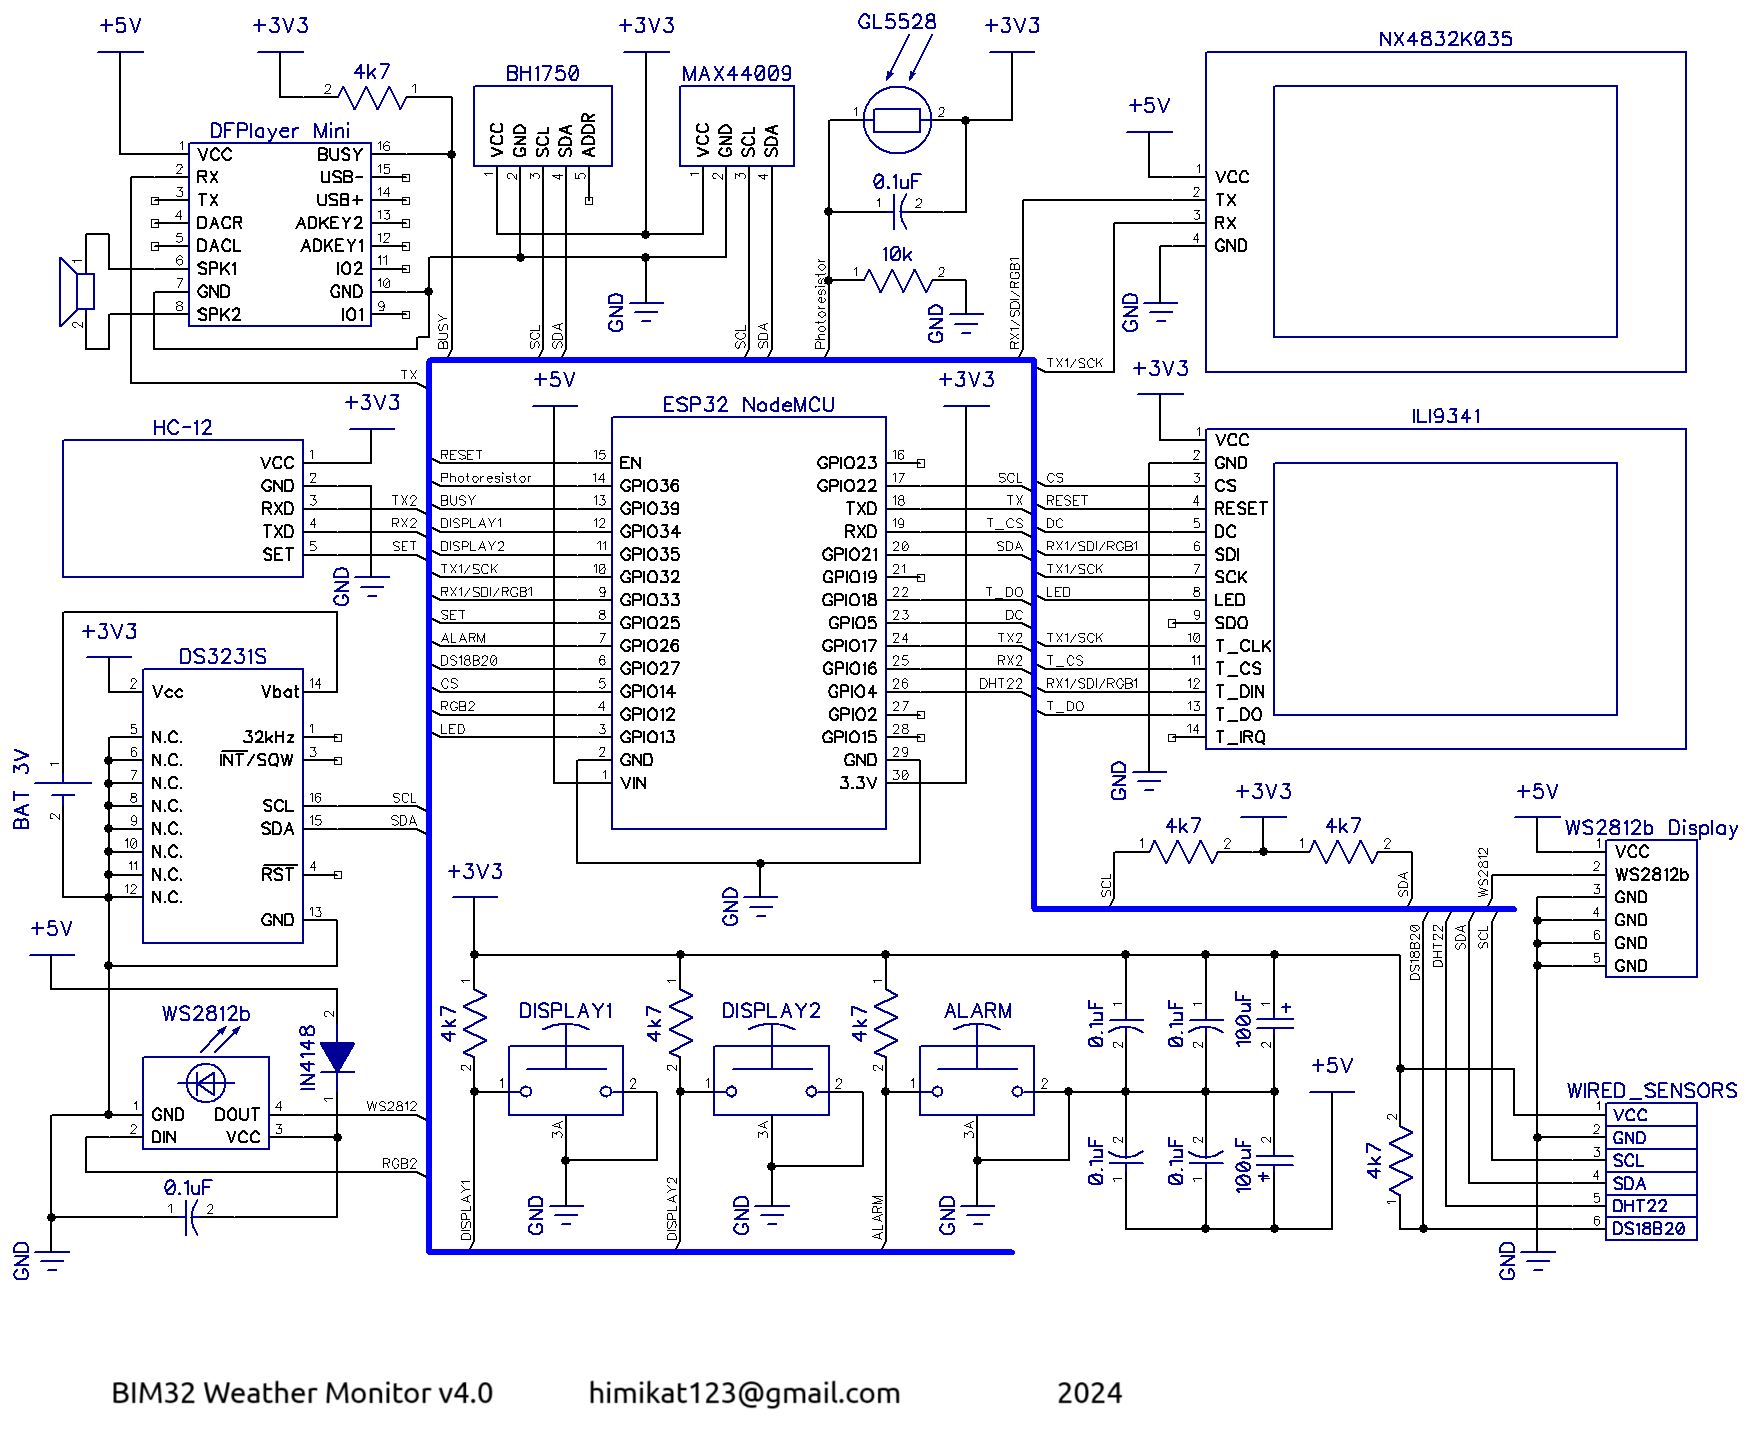 +5V
+3V3
4k7
2
1
DFPlayer Mini
1 VCC
2 RX
3 TX
4 DACR
5 DACL
6 SPK1
7 GND
8 SPK2
BUSY 16
USB- 15
USB+ 14
ADKEY2 13
ADKEY1 12
IO2 11
GND 10
IO1 9
1
2
BUSY
TX
BH1750
VCC GND SCL SDA ADDR
1 2 3 4 5
SCL
SDA
+3V3
GND
MAX44009
VCC GND SCL SDA
1 2 3 4
SCL
SDA
GL5528
+3V3
1
2
0.1uF
1
2
10k
1
2
Photoresistor
GND
NX4832K035
+5V
1 VCC
2 TX
3 RX
4 GND
GND
RX1/SDI/RGB1
TX1/SCK
HC-12
+3V3
VCC 1
GND 2
RXD 3 TX2
TXD 4 RX2
SET 5 SET
GND
+5V
ESP32 NodeMCU
+3V3
RESET 15 EN
Photoresistor 14 GPIO36
BUSY 13 GPIO39
DISPLAY1 12 GPIO34
DISPLAY2 11 GPIO35
TX1/SCK 10 GPIO32
RX1/SDI/RGB1 9 GPIO33
SET 8 GPIO25
ALARM 7 GPIO26
DS18B20 6 GPIO27
CS 5 GPIO14
RGB2 4 GPIO12
LED 3 GPIO13
2 GND
1 VIN
GPIO23 16
GPIO22 17 SCL
TXD 18 TX
RXD 19 T_CS
GPIO21 20 SDA
GPIO19 21
GPIO18 22 T_DO
GPIO5 23 DC
GPIO17 24 TX2
GPIO16 25 RX2
GPIO4 26 DHT22
GPIO2 27
GPIO15 28
GND 29
3.3V 30
GND
+3V3
ILI9341
1 VCC
2 GND
CS 3 CS
RESET 4 RESET
DC 5 DC
RX1/SDI/RGB1 6 SDI
TX1/SCK 7 SCK
LED 8 LED
9 SDO
TX1/SCK 10 T_CLK
T_CS 11 T_CS
RX1/SDI/RGB1 12 T_DIN
T_DO 13 T_DO
14 T_IRQ
GND
+3V3
DS3231S
2 Vcc
5 N.C.
6 N.C.
7 N.C.
8 N.C.
9 N.C.
10 N.C.
11 N.C.
12 N.C.
Vbat 14
32kHz 1
INT/SQW 3
SCL 16 SCL
SDA 15 SDA
RST 4
GND 13
BAT 3V
1
2
+5V
WS2812b
1 GND
2 DIN
DOUT 4 WS2812
VCC 3
RGB2
IN4148
2
1
0.1uF
1
2
GND
+3V3
4k7
1
2
DISPLAY1
1
2
3A
GND
DISPLAY1
4k7
1
2
DISPLAY2
1
2
3A
GND
DISPLAY2
4k7
1
2
ALARM
1
2
3A
GND
ALARM
0.1uF
1
2
0.1uF
1
2
100uF
1
2
+
0.1uF
2
1
0.1uF
2
1
100uF
2
1
+
+5V
+3V3
4k7
1
2
4k7
1
2
SCL
SDA
WS2812
+5V
WS2812b Display
1 VCC
2 WS2812b
3 GND
4 GND
6 GND
5 GND
DS18B20
DHT22
SDA
SCL
4k7
2
1
WIRED_SENSORS
1 VCC
2 GND
3 SCL
4 SDA
5 DHT22
6 DS18B20
GND
BIM32 Weather Monitor v4.0 himikat123@gmail.com 2024